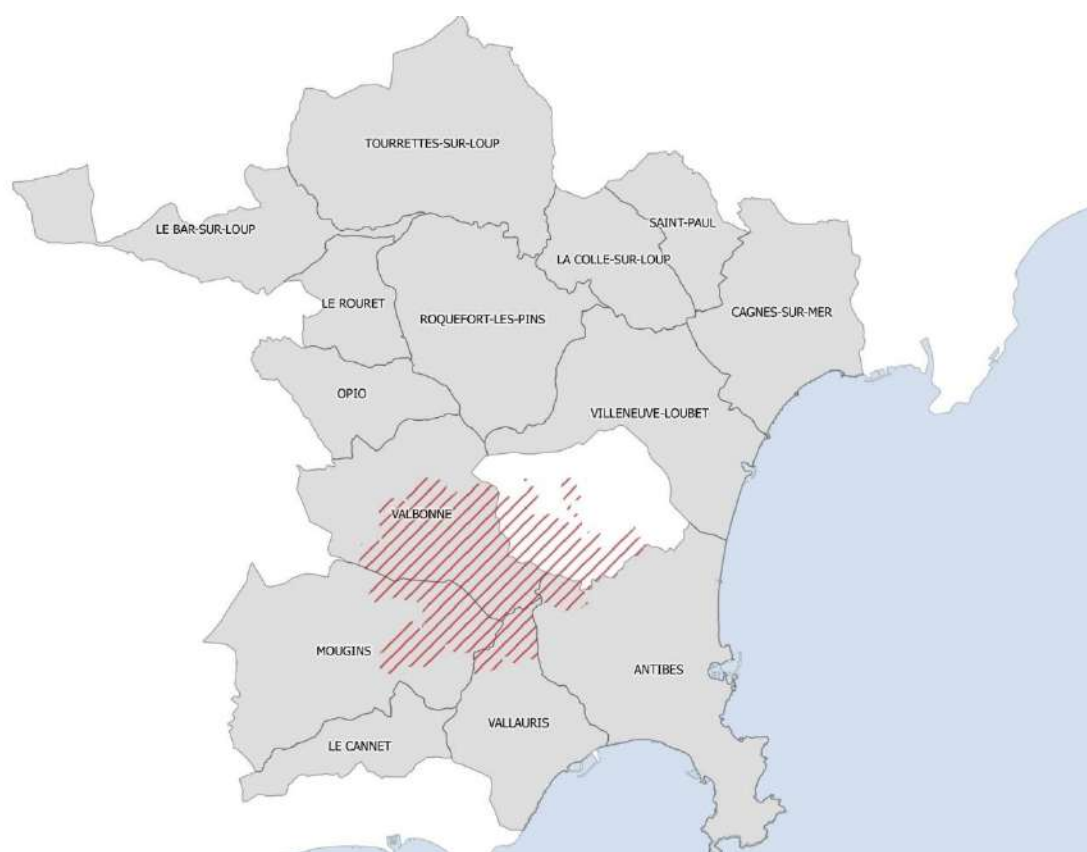 TOURRETTES-SUR-LOUP
SAINT-PAUL
LE BAR-SUR-LOUP
LA COLLE-SUR-LOUP
LE ROURET
CAGNES-SUR-MER
ROQUEFORT-LES-PINS
OPIO
VILLENEUVE-LOUBET
VALBONNE
MOUGINS
ANTIBES
VALLAURIS
LE CANNET